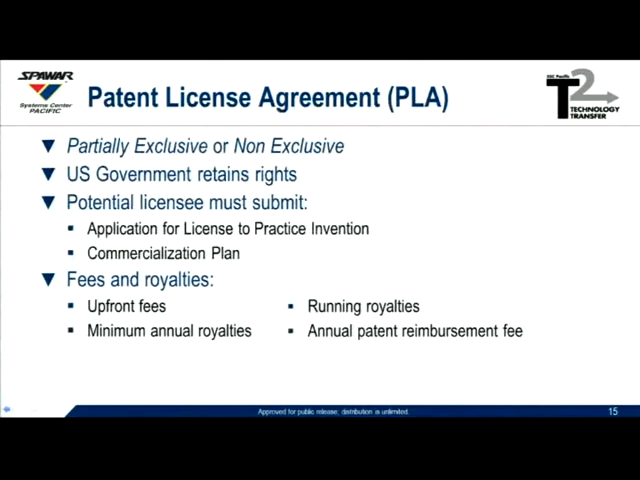 SPAWAR
Systems Center
PACIFIC
Patent License Agreement (PLA)
SSC Pacific
T2
TECHNOLOGY
TRANSFER
Partially Exclusive or Non Exclusive
US Government retains rights
Potential licensee must submit:
Application for License to Practice Invention
Commercialization Plan
Fees and royalties:
Upfront fees
Running royalties
Minimum annual royalties
Annual patent reimbursement fee
Approved for public release; distribution is unlimited.
15